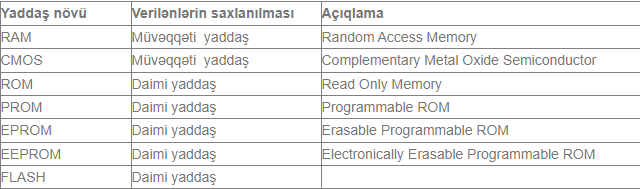 Yaddaş növü Verilənlərin saxlanılması Açıqlama
RAM Müvəqqəti yaddaş Random Access Memory
CMOS Müvəqqəti yaddaş Complementary Metal Oxide Semiconductor
ROM Daimi yaddaş Read Only Memory
PROM Daimi yaddaş Programmable ROM
EPROM Daimi yaddaş Erasable Programmable ROM
EEPROM Daimi yaddaş Electronically Erasable Programmable ROM
FLASH Daimi yaddaş